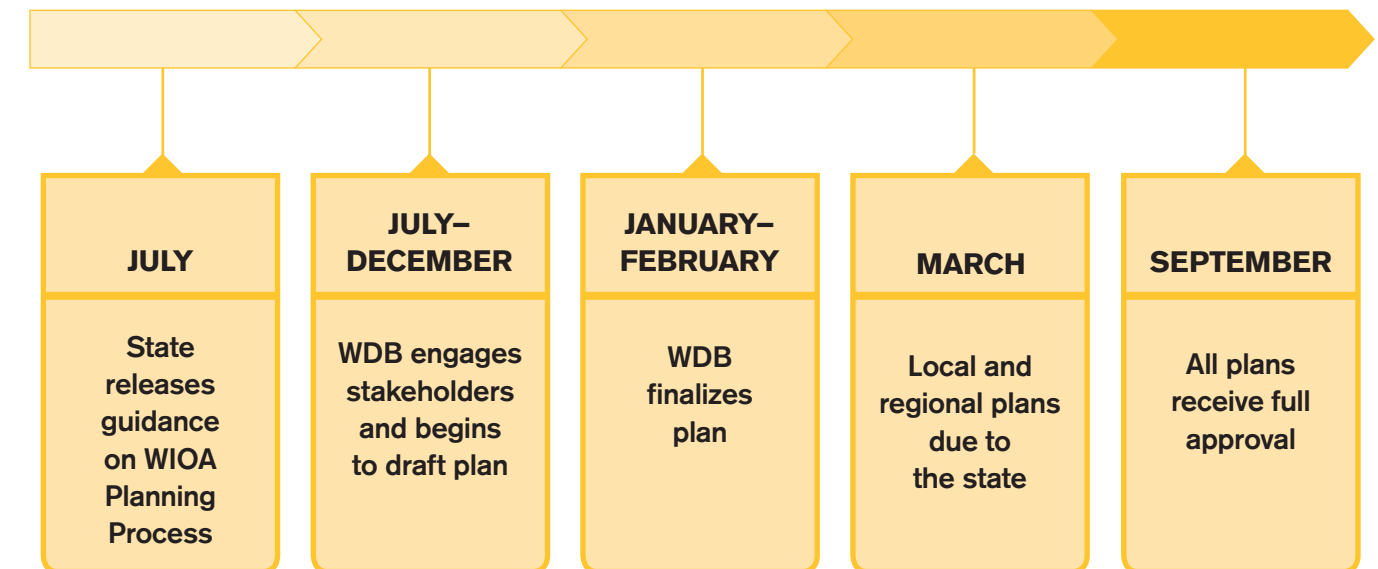 JULY
State
releases
guidance
on WIOA
Planning
Process
JULY–
DECEMBER
WDB engages
stakeholders
and begins
to draft plan
JANUARY–
FEBRUARY
WDB
finalizes
plan
MARCH
Local and
regional plans
due to
the state
SEPTEMBER
All plans
receive full
approval